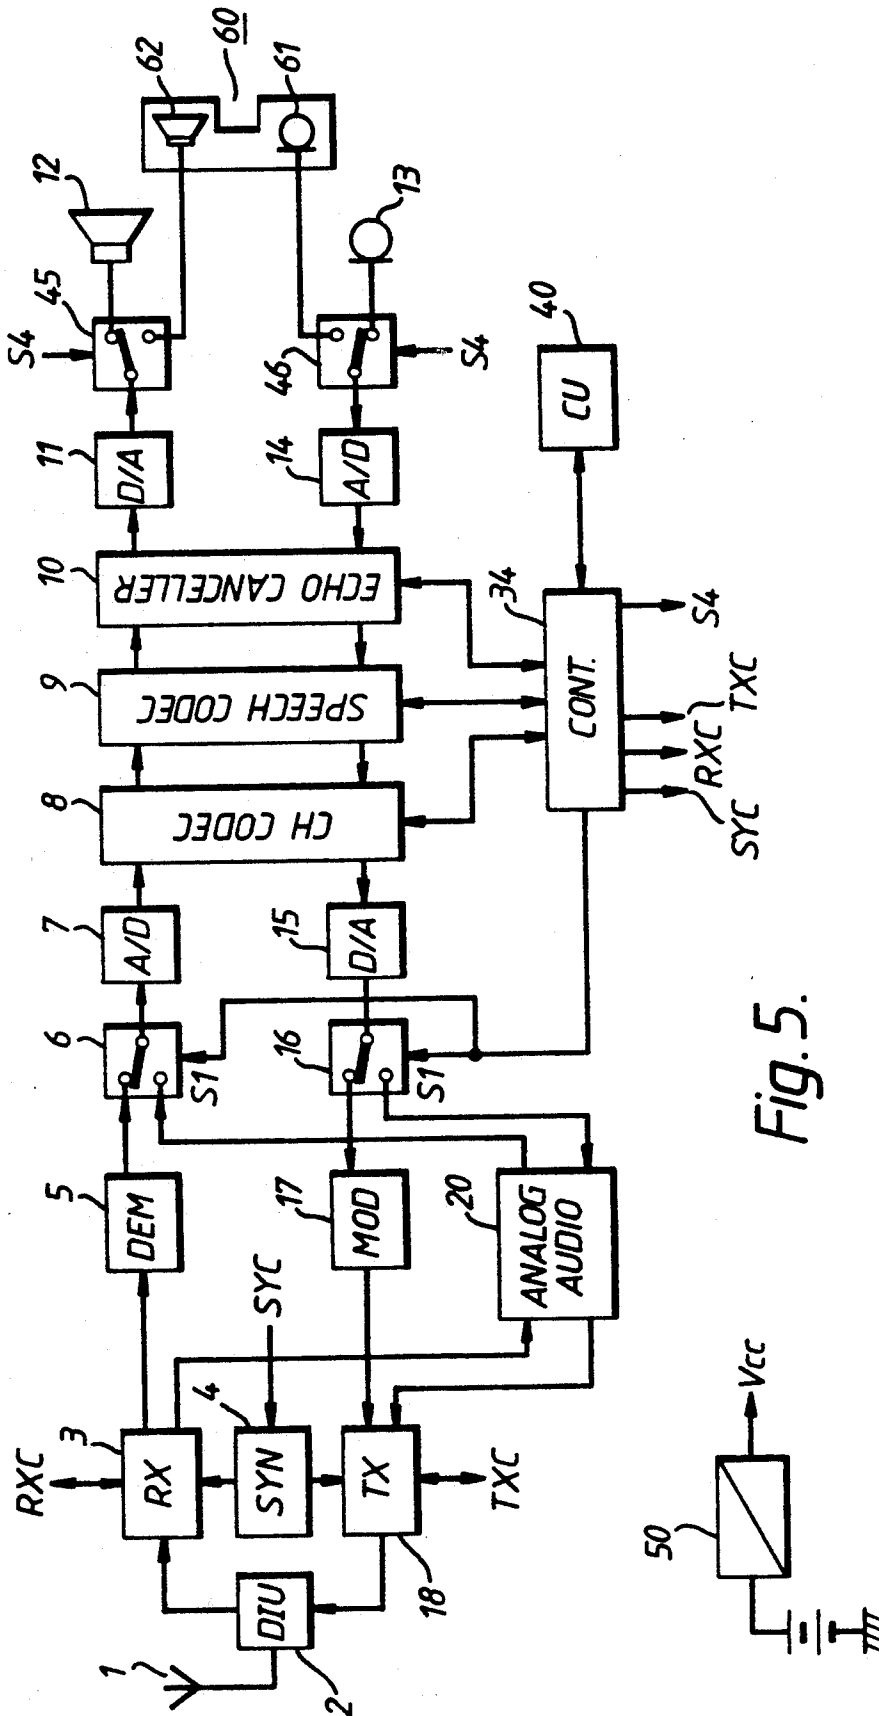 60
62
61
12
13
45
S4
46
S4
40
CU
11
D/A
14
A/D
10
ECHO CANCELLER
34
CONT.
S4
TXC
RXC
SYC
9
SPEECH CODEC
8
CH CODEC
7
A/D
15
D/A
6
S1
16
S1
5
DEM
17
MOD
20
ANALOG
AUDIO
SYC
3
RX
RXC
4
SYN
TX
TXC
18
DIU
1
2
50
Vcc
Fig. 5.